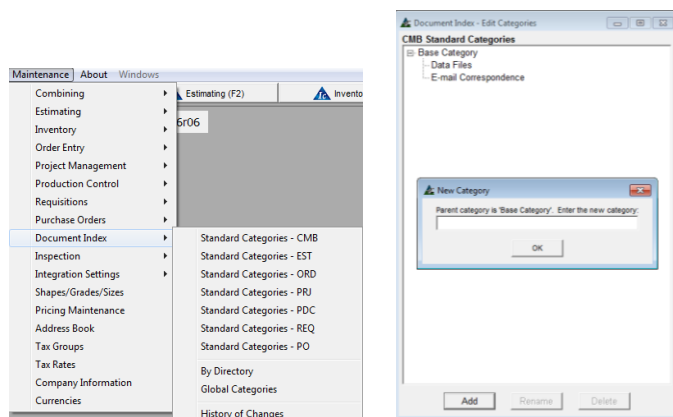 Maintenance About Windows
Combining
Estimating
Inventory
Order Entry
Project Management
Production Control
Requisitions
Purchase Orders
Document Index
Inspection
Integration Settings
Shapes/Grades/Sizes
Pricing Maintenance
Address Book
Tax Groups
Tax Rates
Company Information
Currencies
Estimating (F2)
Invento
6r06
Standard Categories - CMB
Standard Categories - EST
Standard Categories - ORD
Standard Categories - PRJ
Standard Categories - PDC
Standard Categories - REQ
Standard Categories - PO
By Directory
Global Categories
History of Changes
Document Index - Edit Categories
CMB Standard Categories
Base Category
Data Files
E-mail Correspondence
New Category
Parent category is 'Base Category'. Enter the new category:
OK
Add Rename Delete